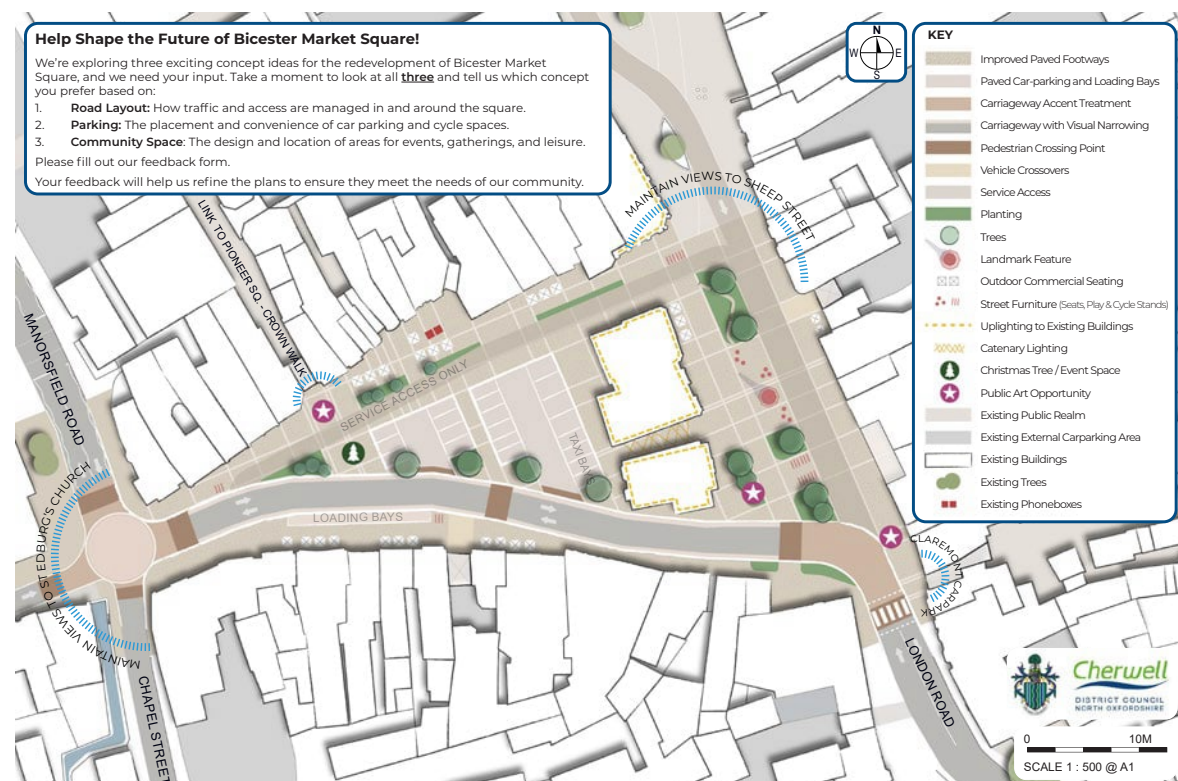 Help Shape the Future of Bicester Market Square!
We're exploring three exciting concept ideas for the redevelopment of Bicester Market
Square, and we need your input. Take a moment to look at all three and tell us which concept
you prefer based on:
1. Road Layout: How traffic and access are managed in and around the square.
2. Parking: The placement and convenience of car parking and cycle spaces.
3. Community Space: The design and location of areas for events, gatherings, and leisure.
Please fill out our feedback form.
Your feedback will help us refine the plans to ensure they meet the needs of our community.
N
W E
S
KEY
Improved Paved Footways
Paved Car-parking and Loading Bays
Carriageway Accent Treatment
Carriageway with Visual Narrowing
Pedestrian Crossing Point
Vehicle Crossovers
Service Access
Planting
Trees
Landmark Feature
Outdoor Commercial Seating
Street Furniture (Seats, Play & Cycle Stands)
Uplighting to Existing Buildings
Catenary Lighting
Christmas Tree / Event Space
Public Art Opportunity
Existing Public Realm
Existing External Carparking Area
Existing Buildings
Existing Trees
Existing Phoneboxes
MAINTAIN VIEWS TO SHEEP STREET
LINK TO PIONEER SQ. - CROWN WALK
MANORSFIELD ROAD
SERVICE ACCESS ONLY
TAXI BAYS
LOADING BAYS
MAINTAIN VIEWS TO ST EDBURG'S CHURCH
CHAPEL STREET
CLAREMONT CARPARK
LONDON ROAD
Cherwell
DISTRICT COUNCIL
NORTH OXFORDSHIRE
0 10M
SCALE 1 : 500 @ A1